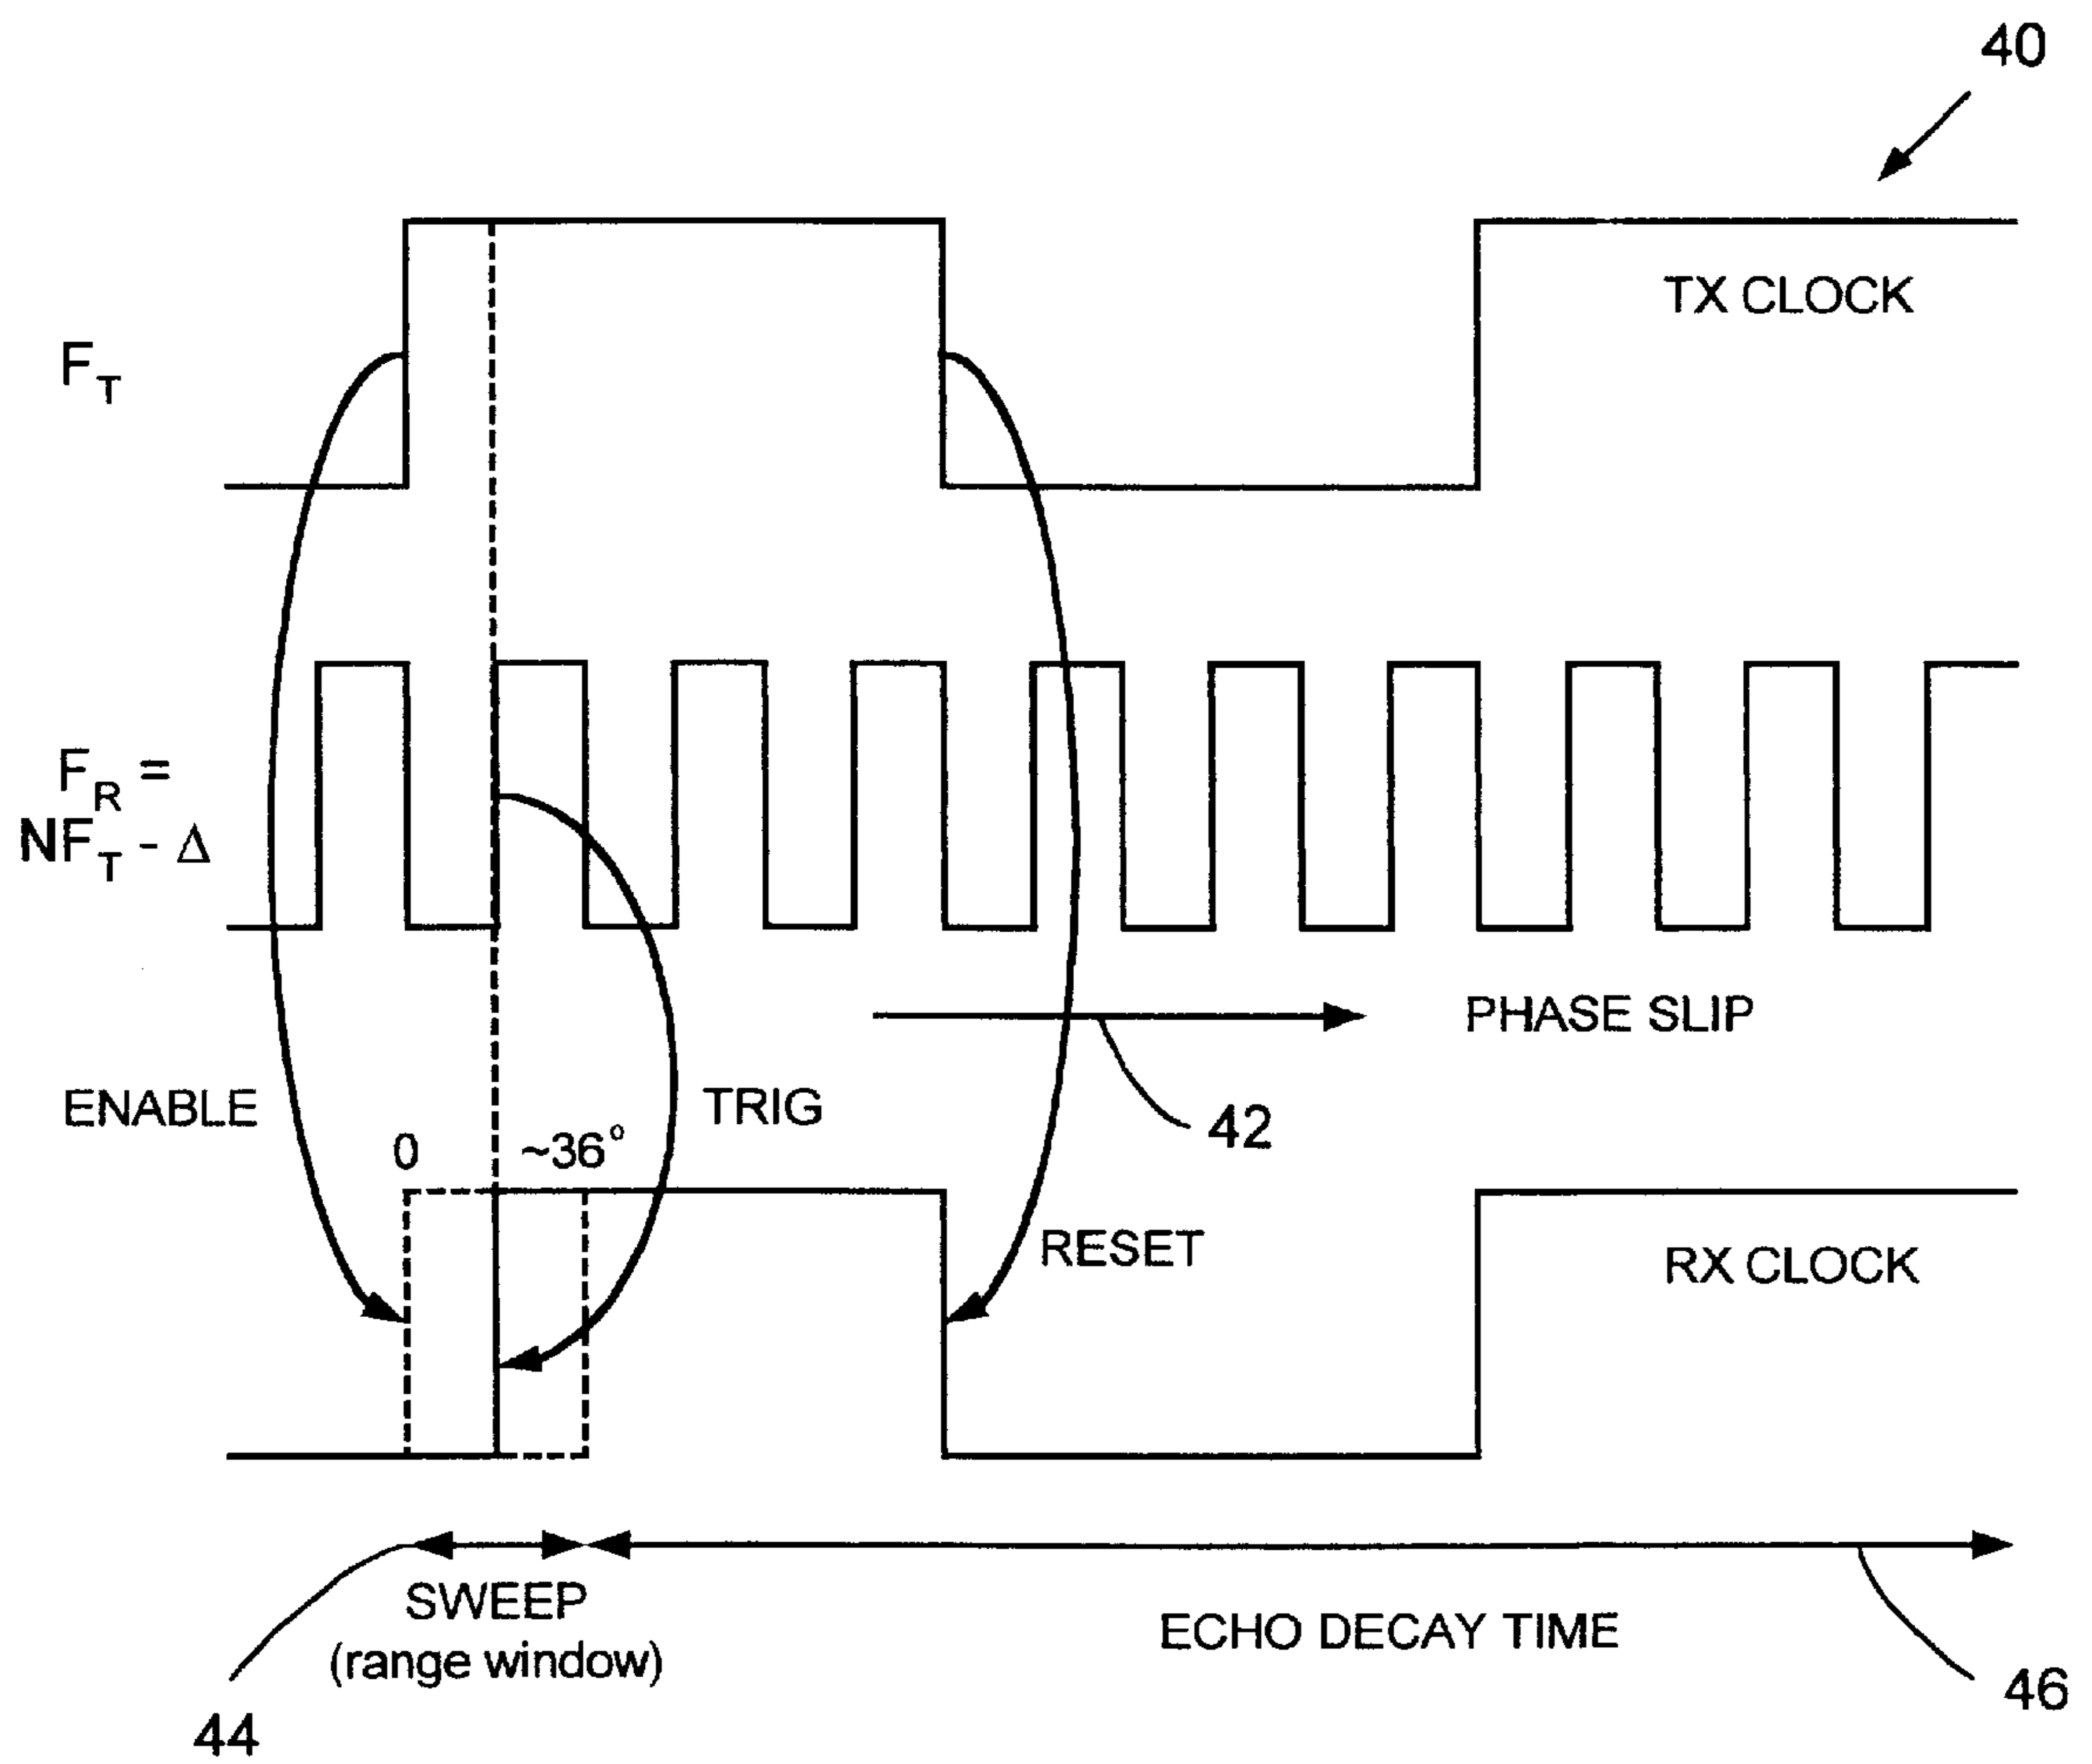 40
TX CLOCK
F_T
F_R =
NF_T - Δ
PHASE SLIP
42
ENABLE
TRIG
0
~36°
RESET
RX CLOCK
SWEEP
(range window)
ECHO DECAY TIME
44
46